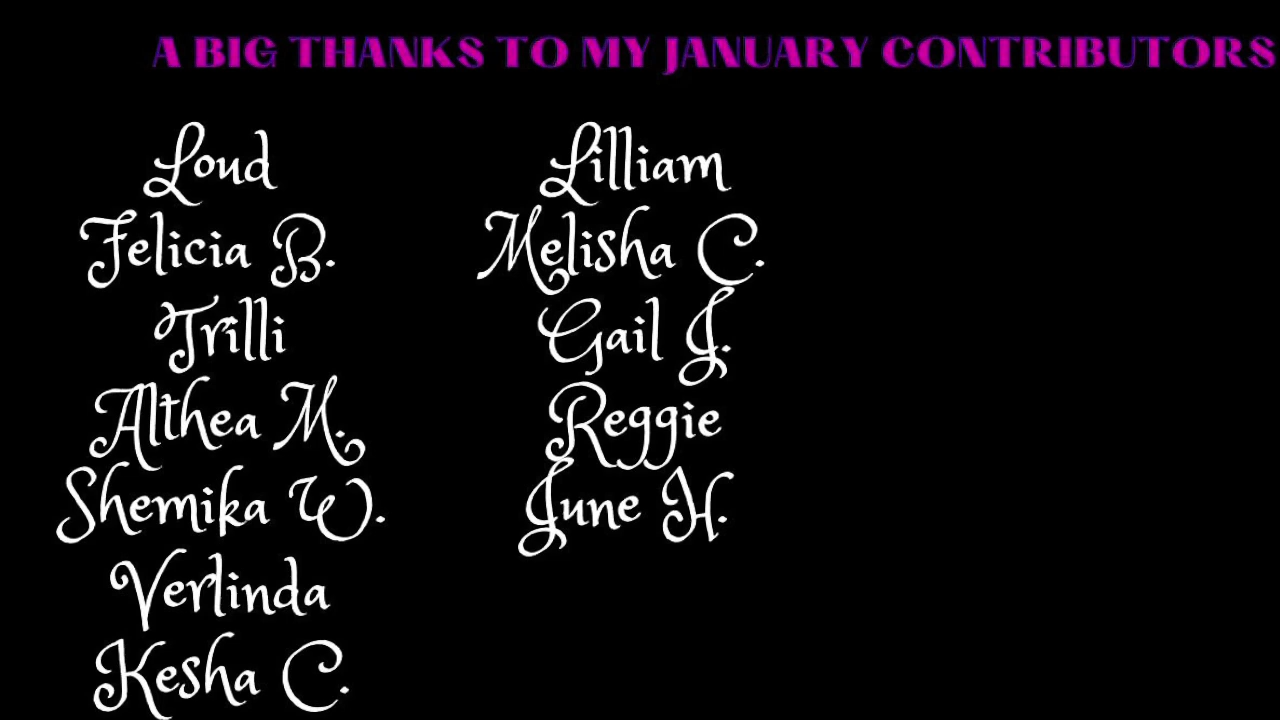 A BIG THANKS TO MY JANUARY CONTRIBUTORS
Loud
Felicia B.
Trilli
Althea M.
Shemika W.
Verlinda
Kesha C.
Lilliam
Melisha C.
Gail J.
Reggie
June H.